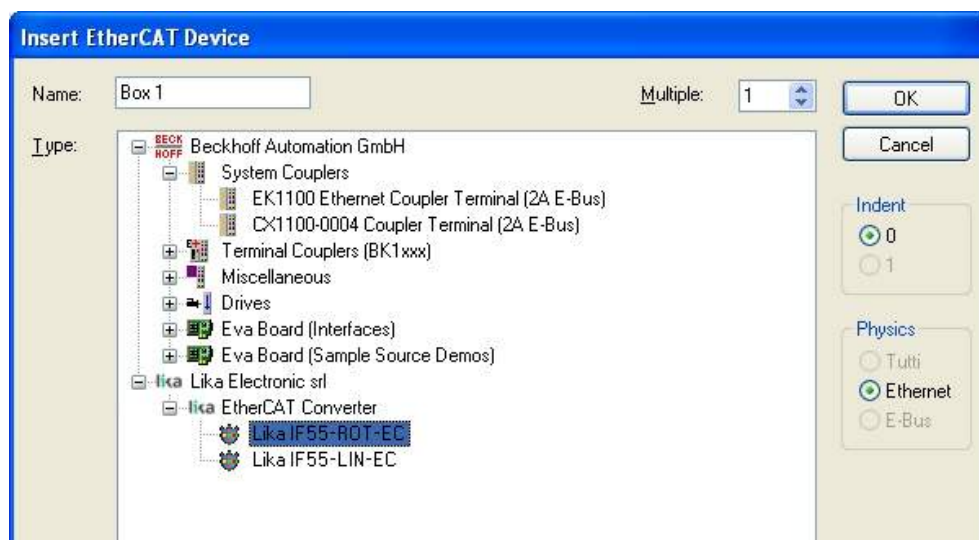 Insert EtherCAT Device
Name: Box 1 Multiple: 1 OK
Type: BECKHOFF Beckhoff Automation GmbH Cancel
System Couplers
EK1100 Ethernet Coupler Terminal (2A E-Bus)
CX1100-0004 Coupler Terminal (2A E-Bus)
Terminal Couplers (BK1xxx)
Miscellaneous
Drives
Eva Board (Interfaces)
Eva Board (Sample Source Demos)
lika Lika Electronic srl
lika EtherCAT Converter
Lika IF55-ROT-EC
Lika IF55-LIN-EC
Indent
0
1
Physics
Tutti
Ethernet
E-Bus